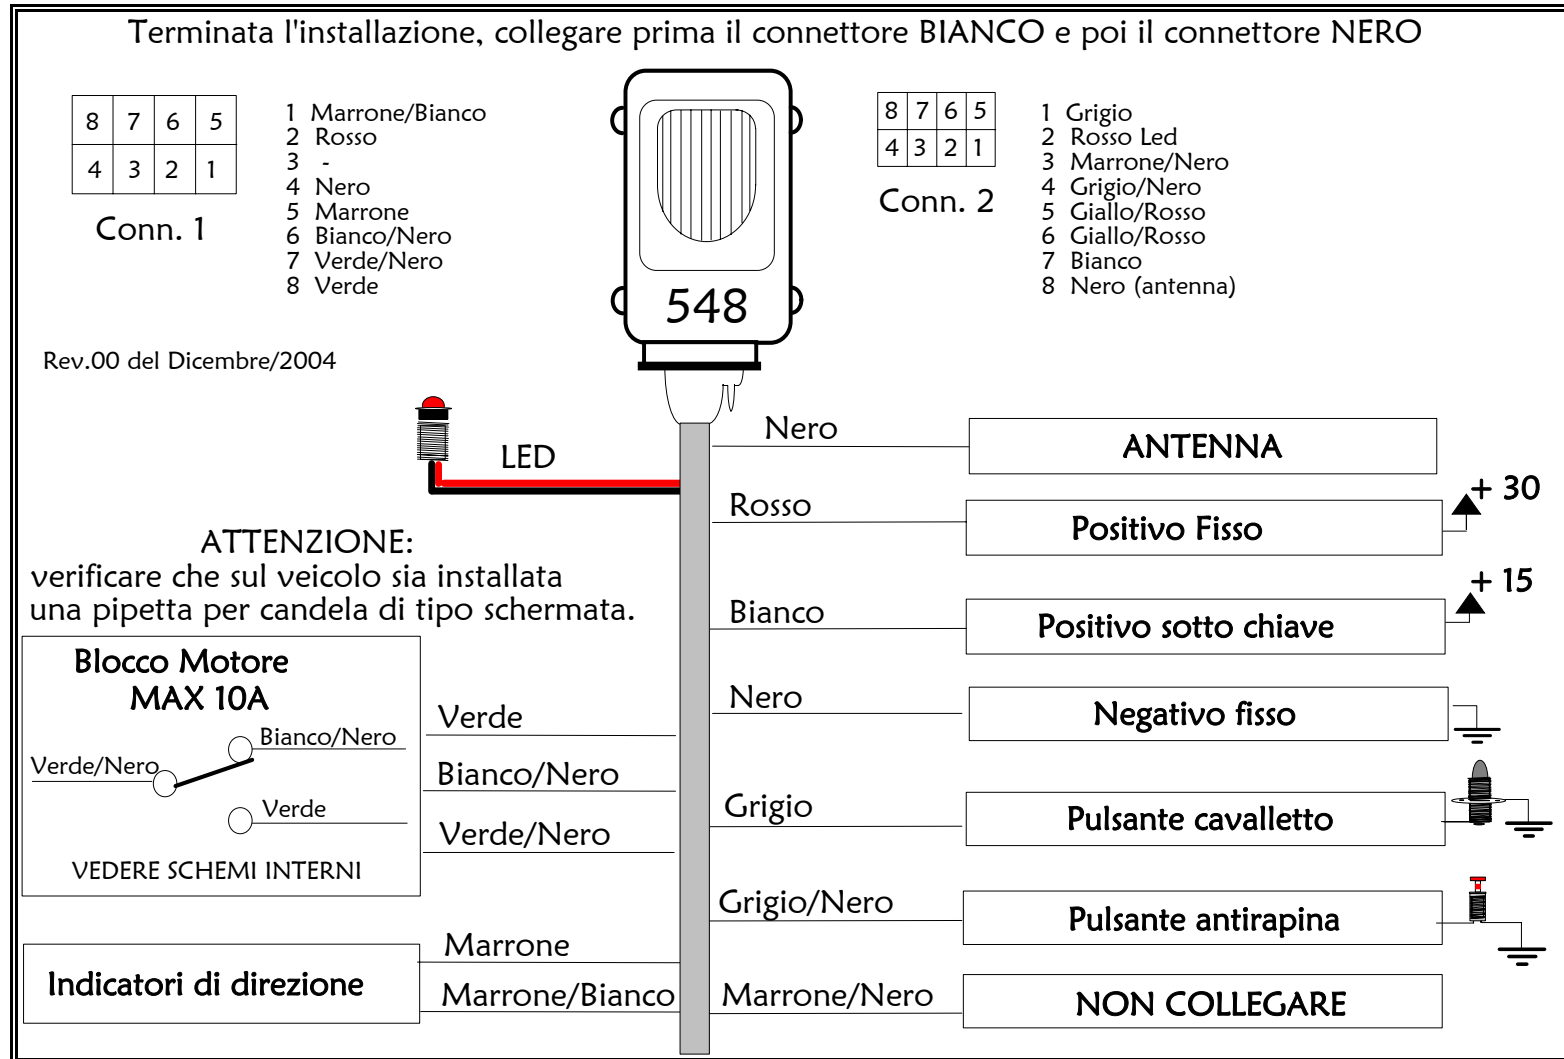 Terminata l'installazione, collegare prima il connettore BIANCO e poi il connettore NERO
8 7 6 5
4 3 2 1
Conn. 1
1 Marrone/Bianco
2 Rosso
3 -
4 Nero
5 Marrone
6 Bianco/Nero
7 Verde/Nero
8 Verde
548
8 7 6 5
4 3 2 1
Conn. 2
1 Grigio
2 Rosso Led
3 Marrone/Nero
4 Grigio/Nero
5 Giallo/Rosso
6 Giallo/Rosso
7 Bianco
8 Nero (antenna)
Rev.00 del Dicembre/2004
LED
ATTENZIONE:
verificare che sul veicolo sia installata
una pipetta per candela di tipo schermata.
Blocco Motore
MAX 10A
Bianco/Nero
Verde/Nero
Verde
VEDERE SCHEMI INTERNI
Verde
Bianco/Nero
Verde/Nero
Indicatori di direzione
Marrone
Marrone/Bianco
Nero
ANTENNA
Rosso
Positivo Fisso
+ 30
Bianco
Positivo sotto chiave
+ 15
Nero
Negativo fisso
Grigio
Pulsante cavalletto
Grigio/Nero
Pulsante antirapina
Marrone/Nero
NON COLLEGARE